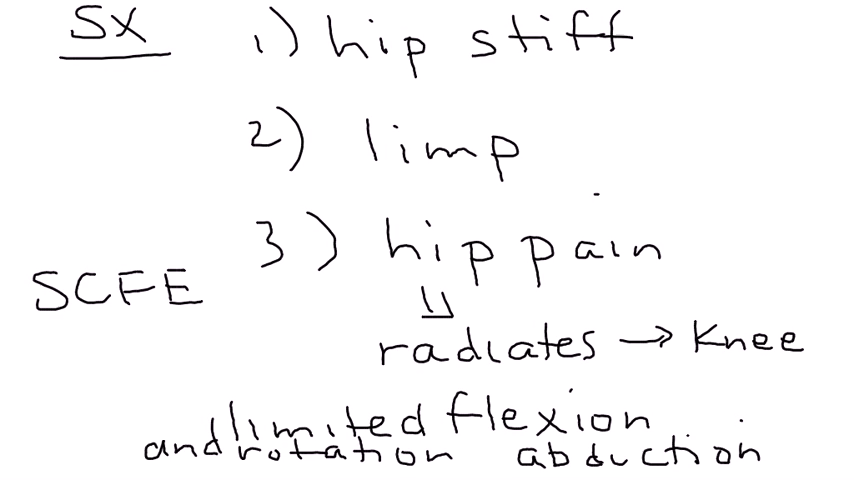 SX 1) hip stiff
2) limp
3) hip pain
SCFE
radiates → Knee
limited flexion
and rotation abduction